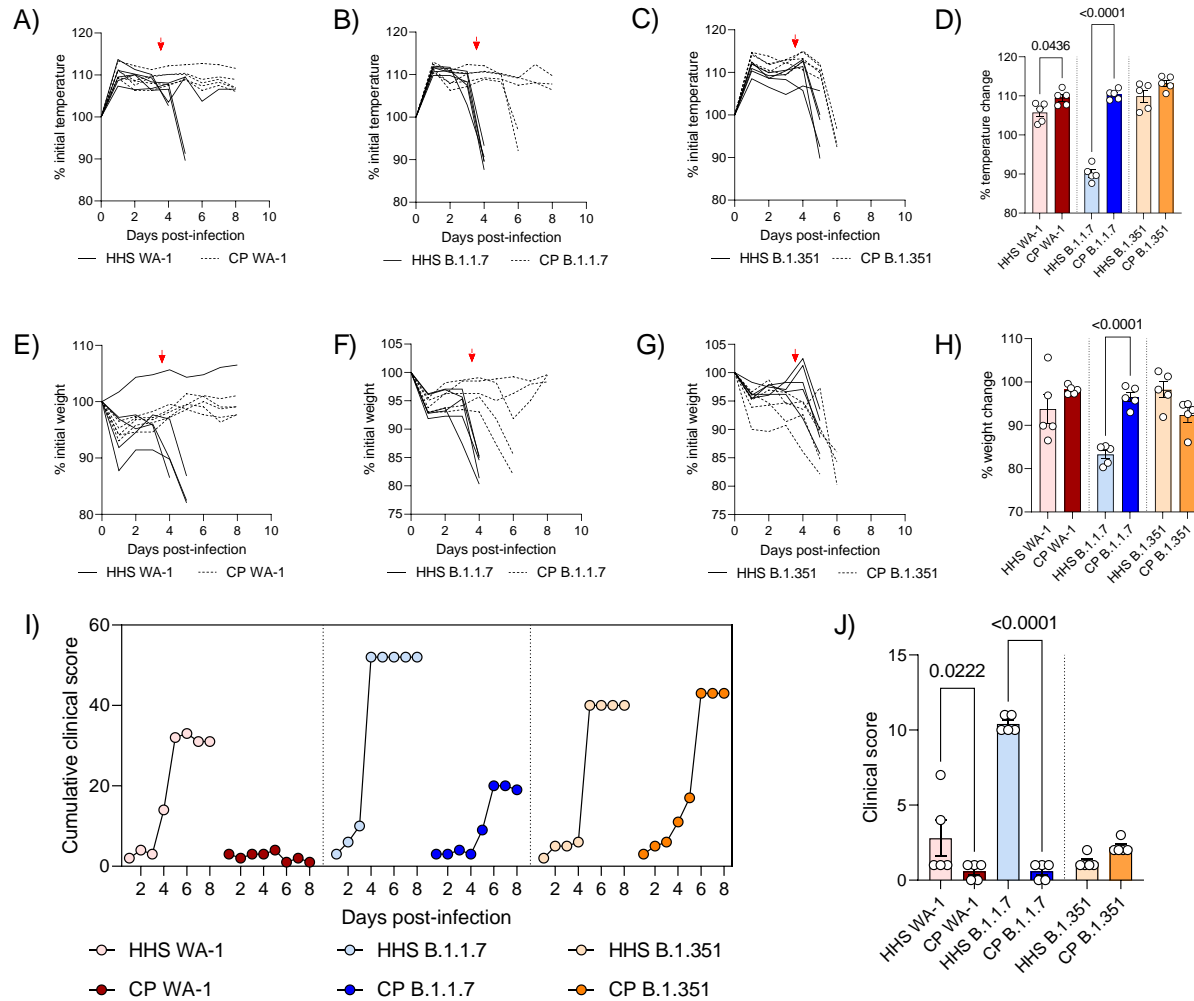 A)
% initial temperature
120
110
100
90
80
0 2 4 6 8 10
Days post-infection
HHS WA-1 CP WA-1
B)
% initial temperature
120
110
100
90
80
0 2 4 6 8 10
Days post-infection
HHS B.1.1.7 CP B.1.1.7
C)
% initial temperature
120
110
100
90
80
0 2 4 6 8 10
Days post-infection
HHS B.1.351 CP B.1.351
D)
<0.0001
0.0436
% temperature change
120
110
100
90
80
HHS WA-1
CP WA-1
HHS B.1.1.7
CP B.1.1.7
HHS B.1.351
CP B.1.351
E)
% initial weight
110
100
90
80
0 2 4 6 8 10
Days post-infection
HHS WA-1 CP WA-1
F)
% initial weight
105
100
95
90
85
80
75
0 2 4 6 8 10
Days post-infection
HHS B.1.1.7 CP B.1.1.7
G)
% initial weight
105
100
95
90
85
80
75
0 2 4 6 8 10
Days post-infection
HHS B.1.351 CP B.1.351
H)
<0.0001
% weight change
110
100
90
80
70
HHS WA-1
CP WA-1
HHS B.1.1.7
CP B.1.1.7
HHS B.1.351
CP B.1.351
I)
Cumulative clinical score
60
40
20
0
2 4 6 8 2 4 6 8 2 4 6 8 2 4 6 8 2 4 6 8 2 4 6 8
Days post-infection
HHS WA-1 HHS B.1.1.7 HHS B.1.351
CP WA-1 CP B.1.1.7 CP B.1.351
J)
<0.0001
0.0222
Clinical score
15
10
5
0
HHS WA-1
CP WA-1
HHS B.1.1.7
CP B.1.1.7
HHS B.1.351
CP B.1.351